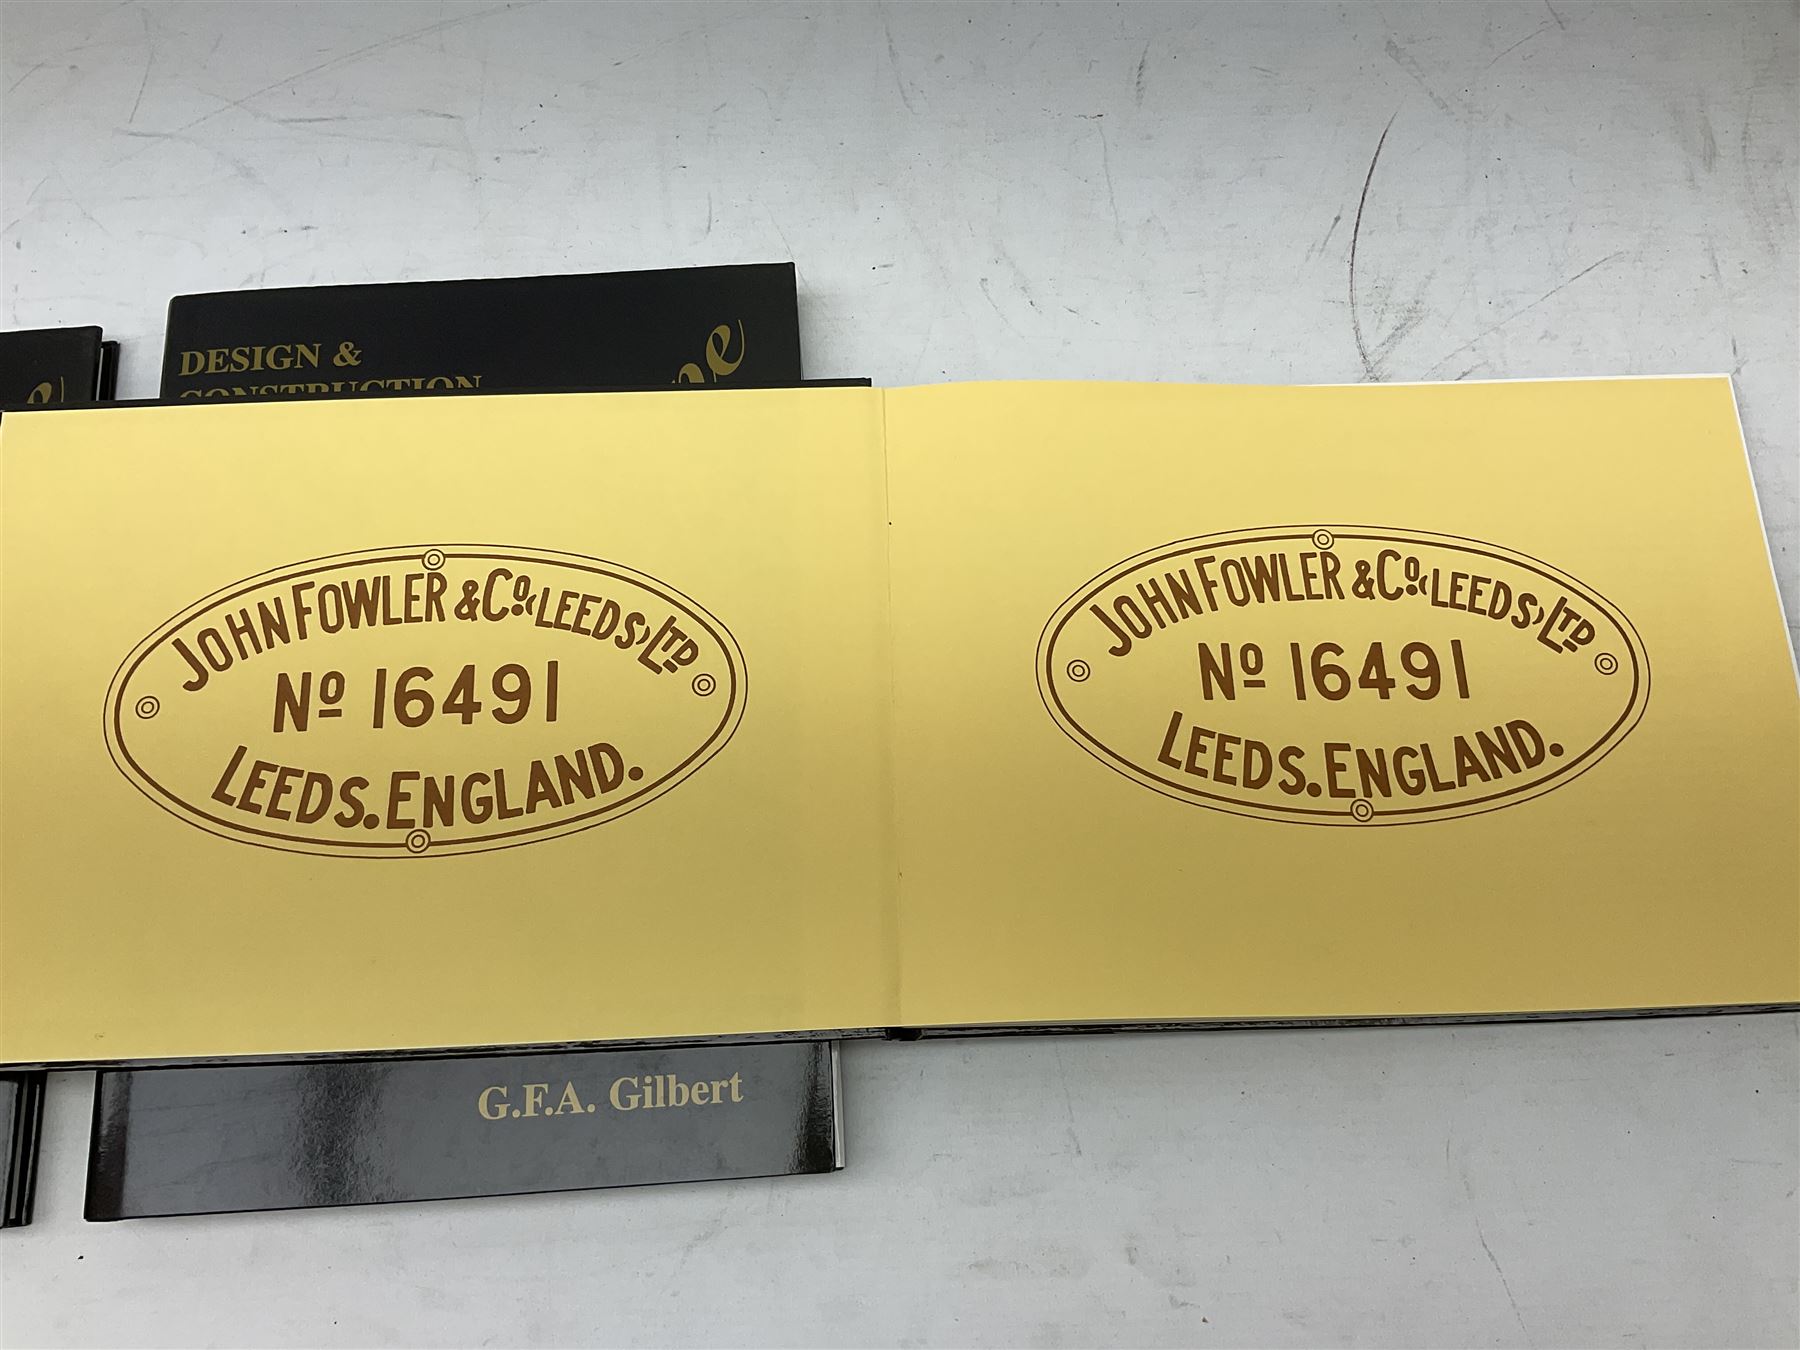 DESIGN &
CONSTRUCTION
JOHN FOWLER & Co. (LEEDS) LTD
No 16491
LEEDS. ENGLAND.
JOHN FOWLER & Co. (LEEDS) LTD
No 16491
LEEDS. ENGLAND.
G.F.A. Gilbert